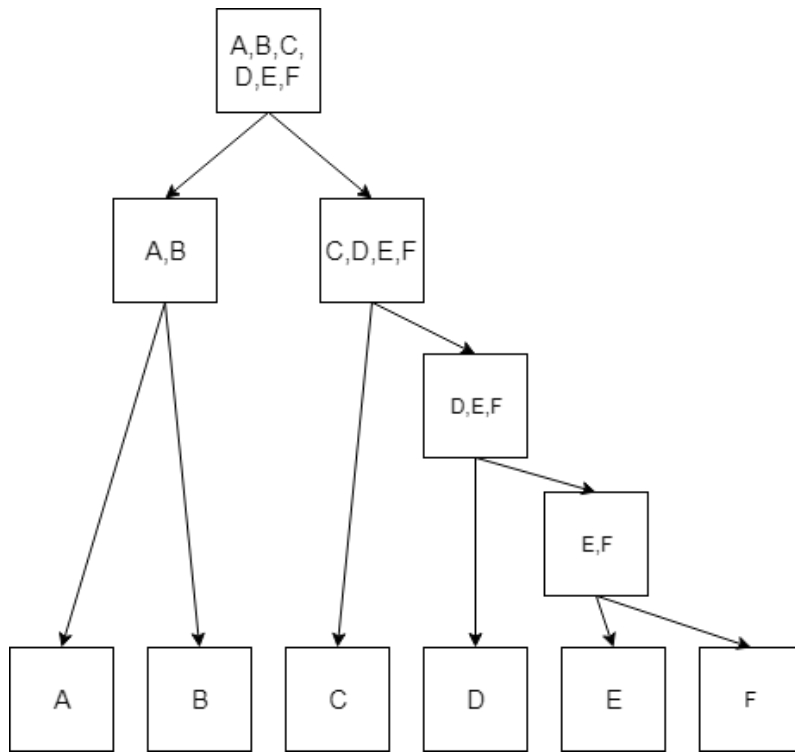 A,B,C,
D,E,F
A,B
C,D,E,F
D,E,F
E,F
A
B
C
D
E
F